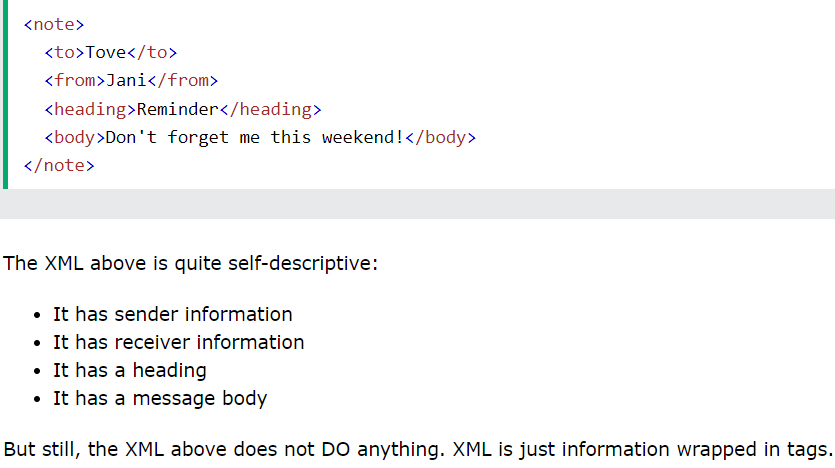 <note>
  <to>Tove</to>
  <from>Jani</from>
  <heading>Reminder</heading>
  <body>Don't forget me this weekend!</body>
</note>
The XML above is quite self-descriptive:
• It has sender information
• It has receiver information
• It has a heading
• It has a message body
But still, the XML above does not DO anything. XML is just information wrapped in tags.